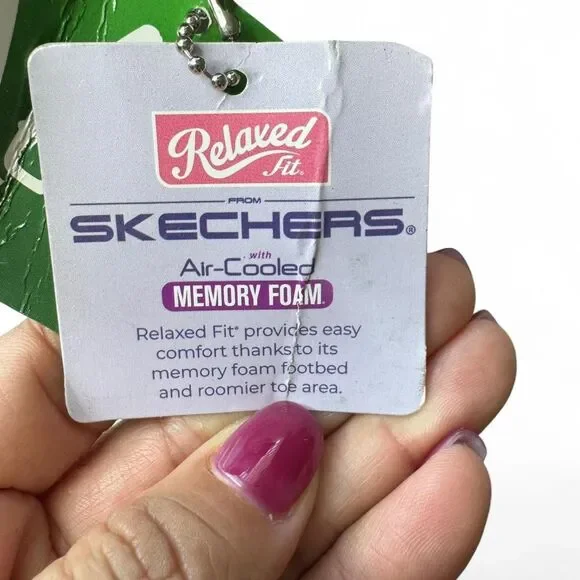 Relaxed
Fit®
FROM
SKECHERS®
with
Air-Cooled
MEMORY FOAM.
Relaxed Fit® provides easy
comfort thanks to its
memory foam footbed
and roomier toe area.